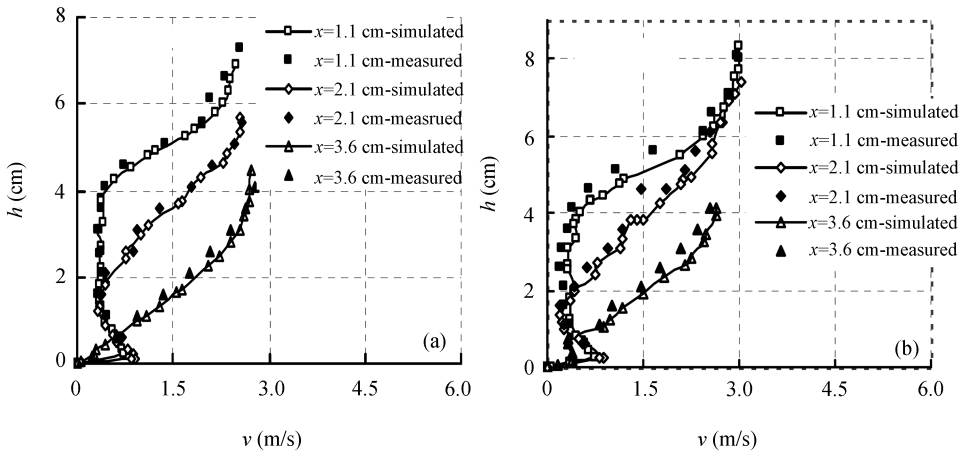 8
6
4
2
0
h (cm)
0
1.5
3.0
4.5
6.0
v (m/s)
x=1.1 cm-simulated
x=1.1 cm-measured
x=2.1 cm-simulated
x=2.1 cm-measrued
x=3.6 cm-simulated
x=3.6 cm-measured
(a)
8
6
4
2
0
h (cm)
0
1.5
3.0
4.5
6.0
v (m/s)
x=1.1 cm-simulated
x=1.1 cm-measured
x=2.1 cm-simulated
x=2.1 cm-measured
x=3.6 cm-simulated
x=3.6 cm-measured
(b)